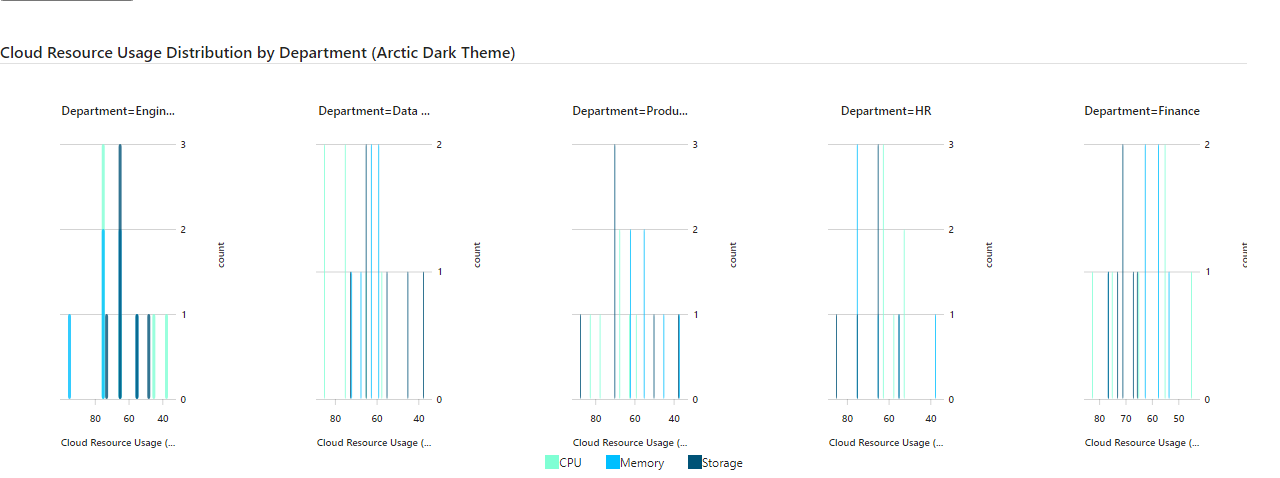 Cloud Resource Usage Distribution by Department (Arctic Dark Theme)
Department=Engin...
Department=Data ...
Department=Produ...
Department=HR
Department=Finance
3
2
1
0
count
80 60 40
Cloud Resource Usage (...
2
1
0
count
80 60 40
Cloud Resource Usage (...
3
2
1
0
count
80 60 40
Cloud Resource Usage (...
3
2
1
0
count
80 60 40
Cloud Resource Usage (...
2
1
0
count
80 70 60 50
Cloud Resource Usage (...
CPU Memory Storage